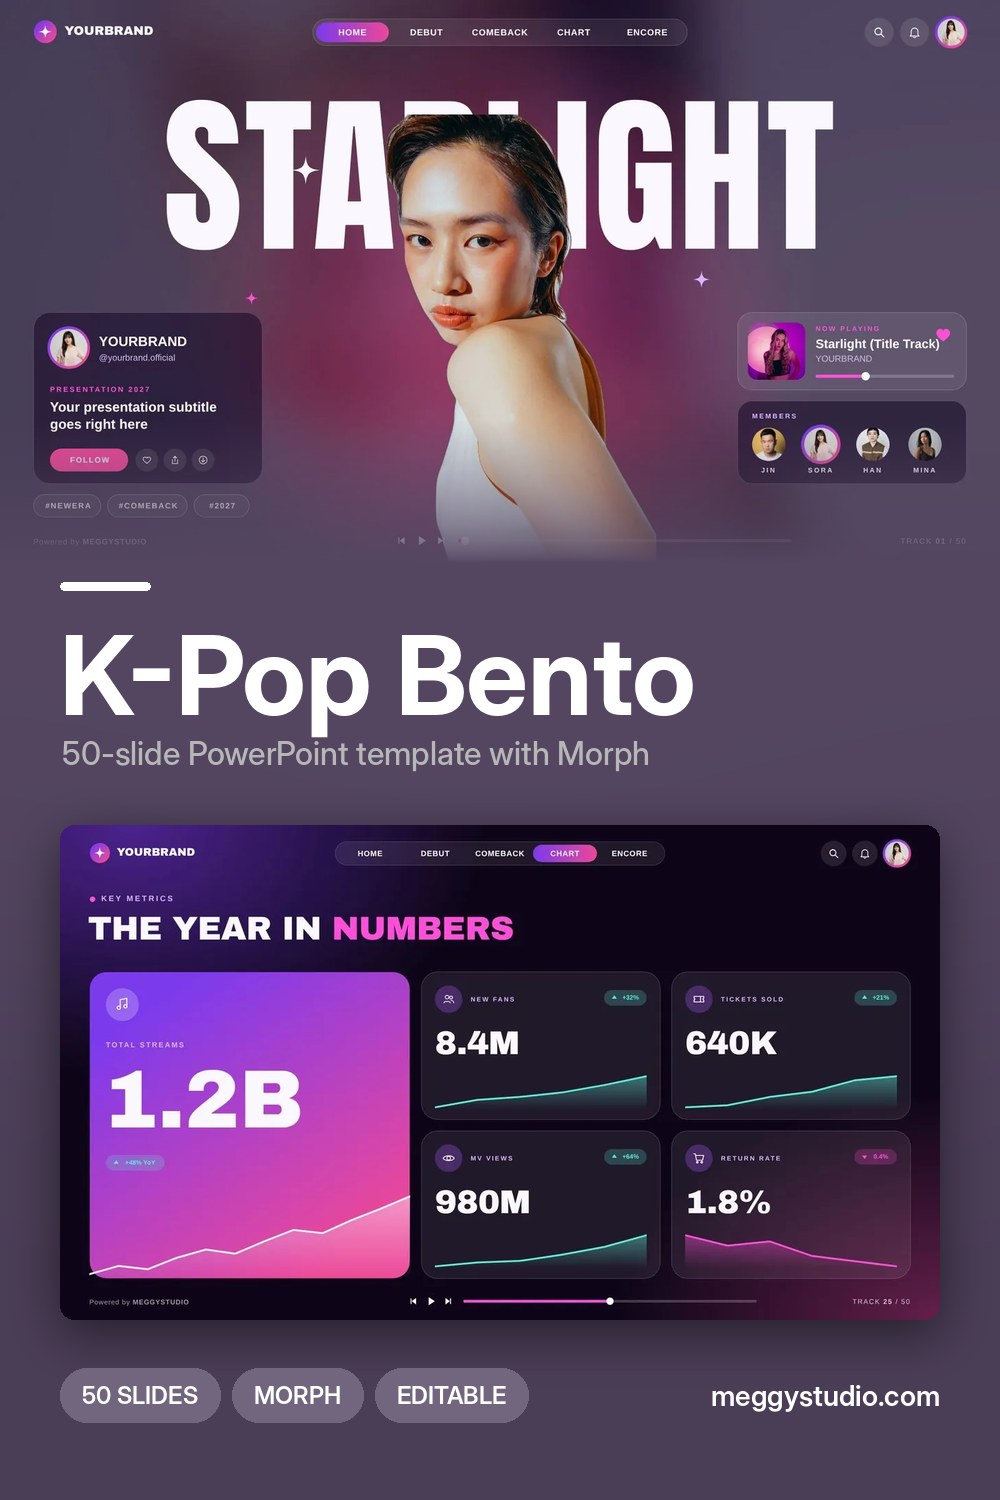 YOURBRAND
HOME DEBUT COMEBACK CHART ENCORE
STARLIGHT
YOURBRAND
@yourbrand.official
PRESENTATION 2027
Your presentation subtitle
goes right here
FOLLOW
#NEWERA #COMEBACK #2027
NOW PLAYING
Starlight (Title Track)
YOURBRAND
MEMBERS
JIN SORA HAN MINA
Powered by MEGGYSTUDIO
TRACK 01 / 50
K-Pop Bento
50-slide PowerPoint template with Morph
YOURBRAND
HOME DEBUT COMEBACK CHART ENCORE
KEY METRICS
THE YEAR IN NUMBERS
TOTAL STREAMS
1.2B
+48% YoY
NEW FANS
+32%
8.4M
TICKETS SOLD
+21%
640K
MV VIEWS
+64%
980M
RETURN RATE
0.4%
1.8%
Powered by MEGGYSTUDIO
TRACK 25 / 50
50 SLIDES MORPH EDITABLE
meggystudio.com